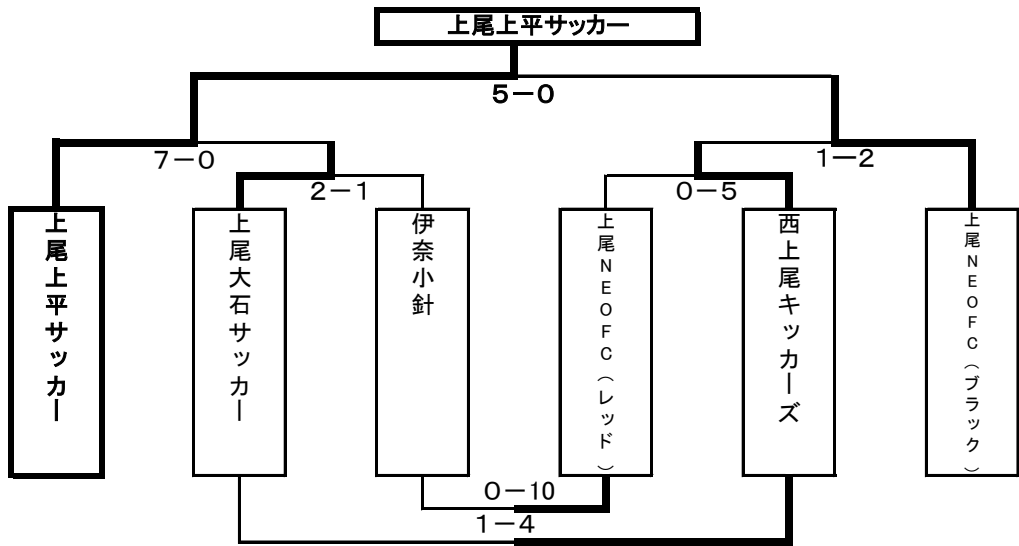 上尾上平サッカー
5－0
7－0
1－2
2－1
0－5
上尾上平サッカー
上尾大石サッカー
伊奈小針
上尾NEOFC（レッド）
西上尾キッカーズ
上尾NEOFC（ブラック）
0－10
1－4